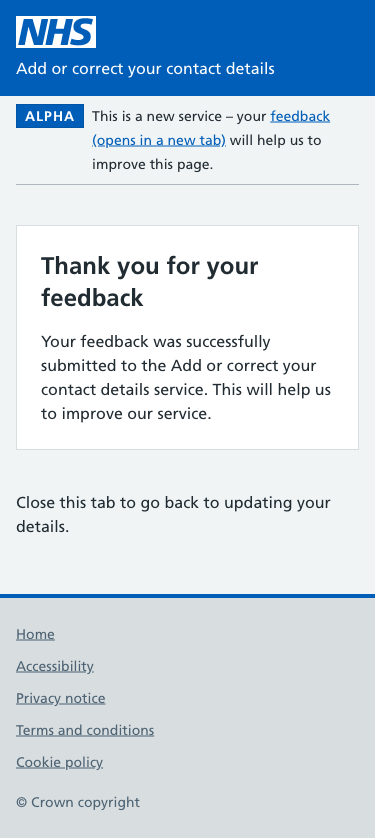 NHS
Add or correct your contact details
ALPHA This is a new service – your feedback
(opens in a new tab) will help us to
improve this page.
Thank you for your
feedback
Your feedback was successfully
submitted to the Add or correct your
contact details service. This will help us
to improve our service.
Close this tab to go back to updating your
details.
Home
Accessibility
Privacy notice
Terms and conditions
Cookie policy
© Crown copyright